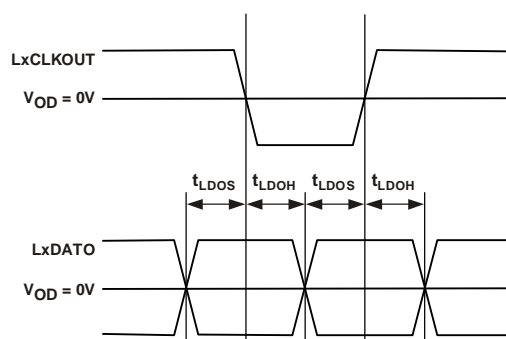 LxCLKOUT
VOD = 0V
tLDOS tLDOH tLDOS tLDOH
LxDATO
VOD = 0V